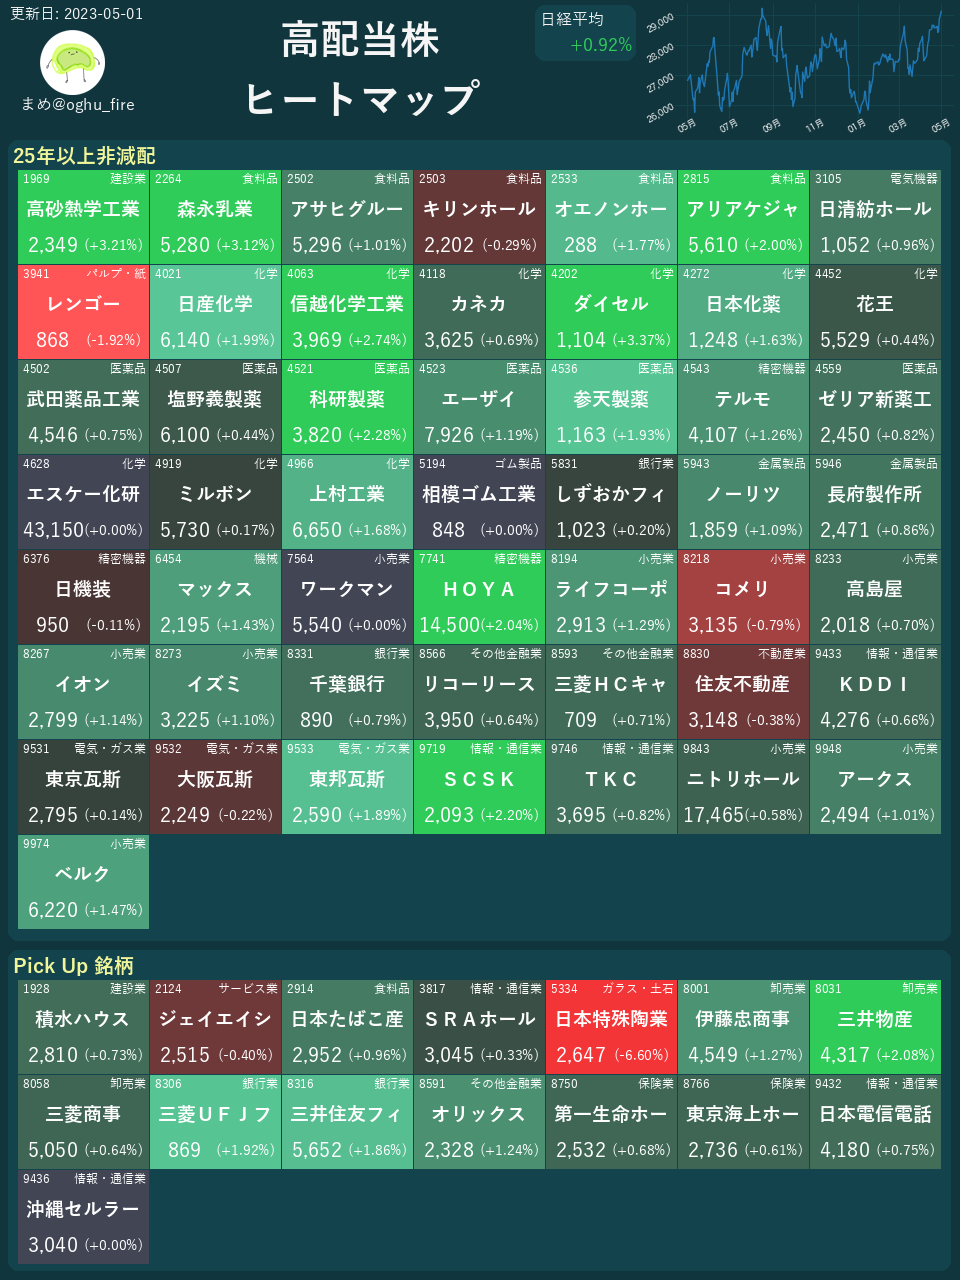 更新日: 2023-05-01
まめ@oghu_fire
高配当株
ヒートマップ
日経平均
+0.92%
29,000
28,000
27,000
26,000
05月 07月 09月 11月 01月 03月 05月
25年以上非減配
1969 建設業 2264 食料品 2502 食料品 2503 食料品 2533 食料品 2815 食料品 3105 電気機器
高砂熱学工業 森永乳業 アサヒグルー キリンホール オエノンホー アリアケジャ 日清紡ホール
2,349 (+3.21%) 5,280 (+3.12%) 5,296 (+1.01%) 2,202 (-0.29%) 288 (+1.77%) 5,610 (+2.00%) 1,052 (+0.96%)
3941 パルプ・紙 4021 化学 4063 化学 4118 化学 4202 化学 4272 化学 4452 化学
レンゴー 日産化学 信越化学工業 カネカ ダイセル 日本化薬 花王
868 (-1.92%) 6,140 (+1.99%) 3,969 (+2.74%) 3,625 (+0.69%) 1,104 (+3.37%) 1,248 (+1.63%) 5,529 (+0.44%)
4502 医薬品 4507 医薬品 4521 医薬品 4523 医薬品 4536 医薬品 4543 精密機器 4559 医薬品
武田薬品工業 塩野義製薬 科研製薬 エーザイ 参天製薬 テルモ ゼリア新薬工
4,546 (+0.75%) 6,100 (+0.44%) 3,820 (+2.28%) 7,926 (+1.19%) 1,163 (+1.93%) 4,107 (+1.26%) 2,450 (+0.82%)
4628 化学 4919 化学 4966 化学 5194 ゴム製品 5831 銀行業 5943 金属製品 5946 金属製品
エスケー化研 ミルボン 上村工業 相模ゴム工業 しずおかフィ ノーリツ 長府製作所
43,150(+0.00%) 5,730 (+0.17%) 6,650 (+1.68%) 848 (+0.00%) 1,023 (+0.20%) 1,859 (+1.09%) 2,471 (+0.86%)
6376 精密機器 6454 機械 7564 小売業 7741 精密機器 8194 小売業 8218 小売業 8233 小売業
日機装 マックス ワークマン ＨＯＹＡ ライフコーポ コメリ 高島屋
950 (-0.11%) 2,195 (+1.43%) 5,540 (+0.00%) 14,500(+2.04%) 2,913 (+1.29%) 3,135 (-0.79%) 2,018 (+0.70%)
8267 小売業 8273 小売業 8331 銀行業 8566 その他金融業 8593 その他金融業 8830 不動産業 9433 情報・通信業
イオン イズミ 千葉銀行 リコーリース 三菱ＨＣキャ 住友不動産 ＫＤＤＩ
2,799 (+1.14%) 3,225 (+1.10%) 890 (+0.79%) 3,950 (+0.64%) 709 (+0.71%) 3,148 (-0.38%) 4,276 (+0.66%)
9531 電気・ガス業 9532 電気・ガス業 9533 電気・ガス業 9719 情報・通信業 9746 情報・通信業 9843 小売業 9948 小売業
東京瓦斯 大阪瓦斯 東邦瓦斯 ＳＣＳＫ ＴＫＣ ニトリホール アークス
2,795 (+0.14%) 2,249 (-0.22%) 2,590 (+1.89%) 2,093 (+2.20%) 3,695 (+0.82%) 17,465(+0.58%) 2,494 (+1.01%)
9974 小売業
ベルク
6,220 (+1.47%)
Pick Up 銘柄
1928 建設業 2124 サービス業 2914 食料品 3817 情報・通信業 5334 ガラス・土石 8001 卸売業 8031 卸売業
積水ハウス ジェイエイシ 日本たばこ産 ＳＲＡホール 日本特殊陶業 伊藤忠商事 三井物産
2,810 (+0.73%) 2,515 (-0.40%) 2,952 (+0.96%) 3,045 (+0.33%) 2,647 (-6.60%) 4,549 (+1.27%) 4,317 (+2.08%)
8058 卸売業 8306 銀行業 8316 銀行業 8591 その他金融業 8750 保険業 8766 保険業 9432 情報・通信業
三菱商事 三菱ＵＦＪフ 三井住友フィ オリックス 第一生命ホー 東京海上ホー 日本電信電話
5,050 (+0.64%) 869 (+1.92%) 5,652 (+1.86%) 2,328 (+1.24%) 2,532 (+0.68%) 2,736 (+0.61%) 4,180 (+0.75%)
9436 情報・通信業
沖縄セルラー
3,040 (+0.00%)